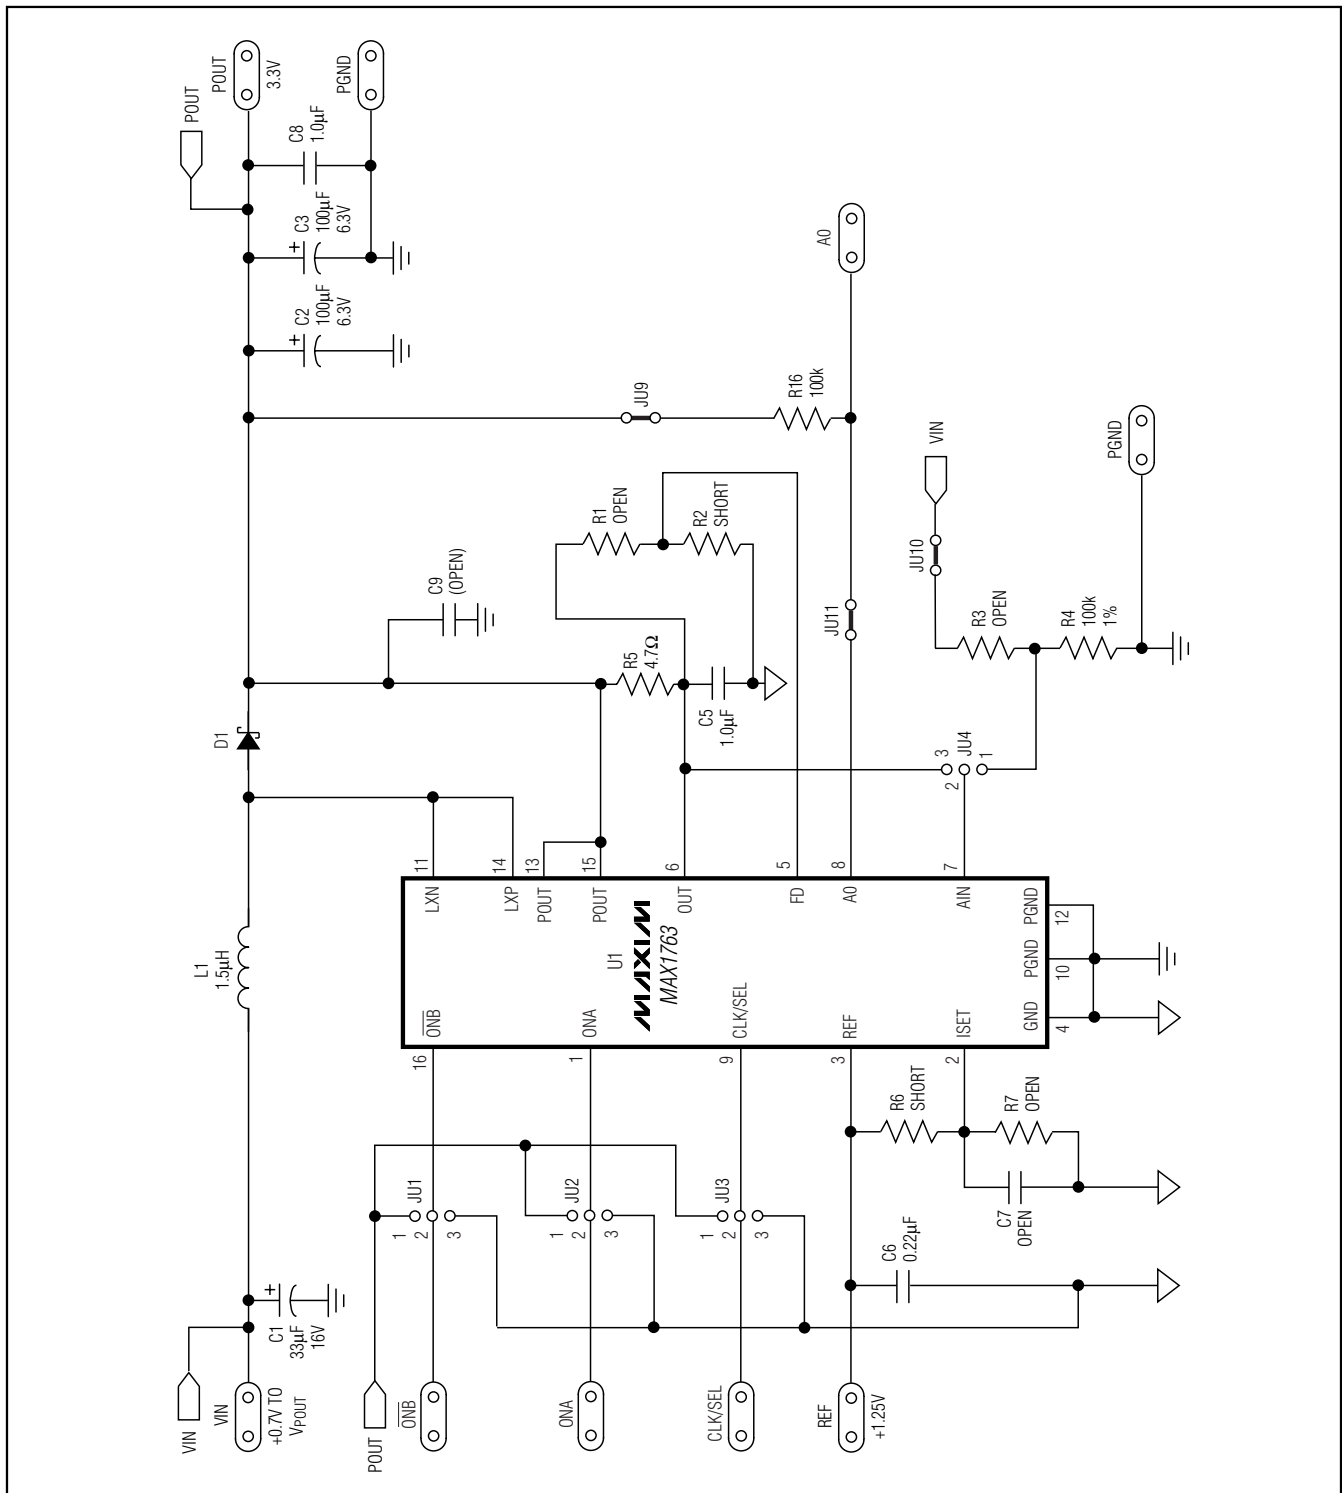 VIN
VIN
+0.7V TO
VPOUT
C1
33µF
16V
L1
1.5µH
D1
POUT
POUT
3.3V
PGND
C8
1.0µF
C3
100µF
6.3V
C2
100µF
6.3V
C9
(OPEN)
JU9
R16
100k
A0
R1
OPEN
R2
SHORT
R5
4.7Ω
C5
1.0µF
JU11
VIN
JU10
R3
OPEN
R4
100k
1%
PGND
3
2
1
JU4
LXN
11
LXP
14
POUT
13
POUT
15
OUT
6
FD
5
A0
8
AIN
7
U1
MAXIM
MAX1763
ONB
16
ONA
1
CLK/SEL
9
REF
3
ISET
2
GND
4
PGND
10
PGND
12
POUT
ONB
JU1
1
2
3
ONA
JU2
1
2
3
CLK/SEL
JU3
1
2
3
REF
+1.25V
R6
SHORT
R7
OPEN
C7
OPEN
C6
0.22µF